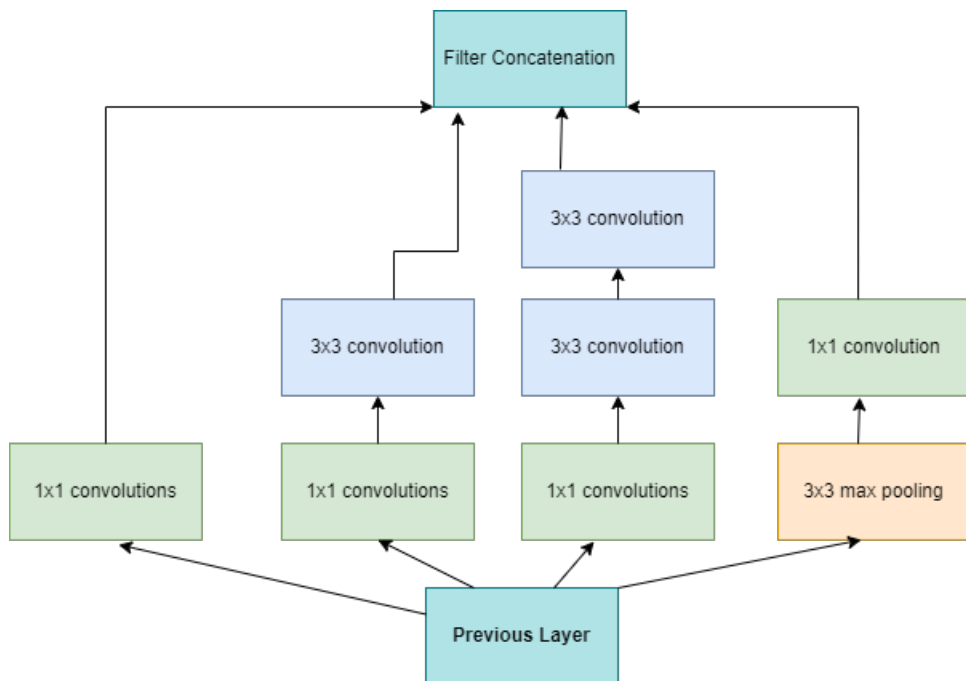 Filter Concatenation
3x3 convolution
3x3 convolution
3x3 convolution
1x1 convolution
1x1 convolutions
1x1 convolutions
1x1 convolutions
3x3 max pooling
Previous Layer